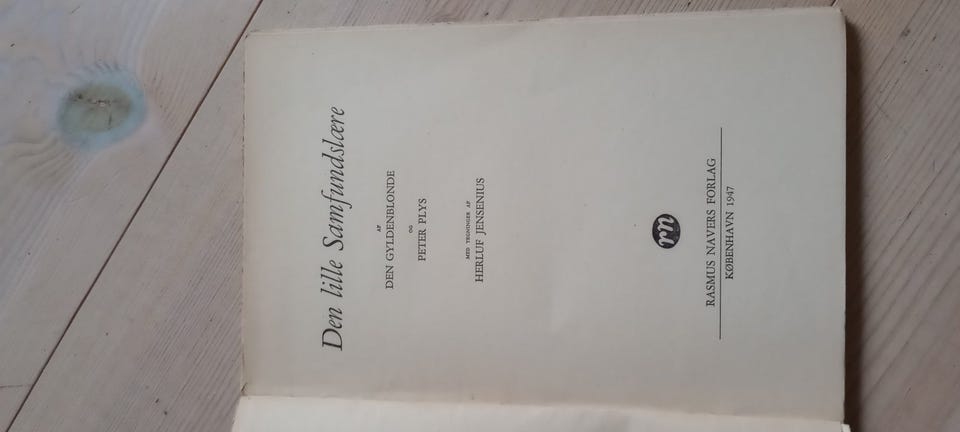 Den lille Samfundslære
AF
DEN GYLDENBLONDE
OG
PETER PLYS
MED TEGNINGER AF
HERLUF JENSENIUS
rn
RASMUS NAVERS FORLAG
KØBENHAVN 1947